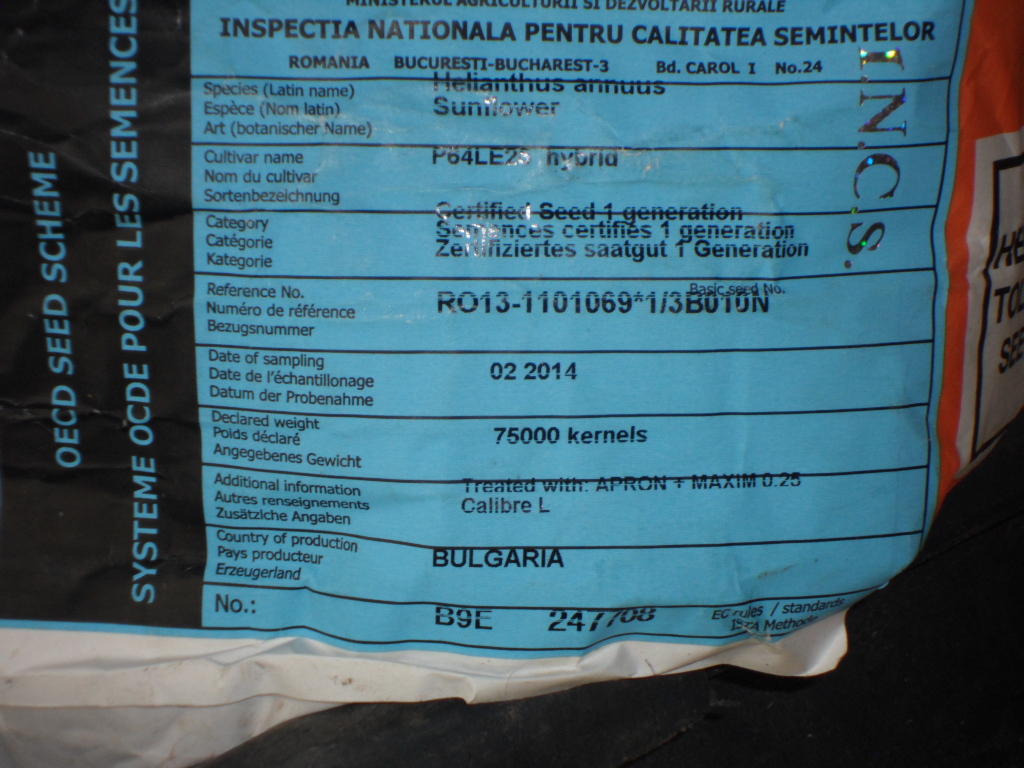 MINISTERUL AGRICULTURII SI DEZVOLTARII RURALE
INSPECTIA NATIONALA PENTRU CALITATEA SEMINTELOR
ROMANIA BUCURESTI-BUCHAREST-3 Bd. CAROL I No.24
I.N.C.S.
Species (Latin name)
Espèce (Nom latin)
Art (botanischer Name)
Helianthus annuus
Sunflower
Cultivar name
Nom du cultivar
Sortenbezeichnung
P64LE25 hybrid
Category
Catégorie
Kategorie
Certified Seed 1 generation
Semences certifiés 1 generation
Zertifiziertes saatgut 1 Generation
Reference No.
Numéro de référence
Bezugsnummer
Basic seed No.
RO13-1101069*1/3B010N
Date of sampling
Date de l'échantillonage
Datum der Probenahme
02 2014
Declared weight
Poids déclaré
Angegebenes Gewicht
75000 kernels
Additional information
Autres renseignements
Zusätzliche Angaben
Treated with: APRON + MAXIM 0.25
Calibre L
Country of production
Pays producteur
Erzeugerland
BULGARIA
No.:
B9E 247708
EC rules / standards
ISTA Methods
OECD SEED SCHEME
SYSTEME OCDE POUR LES SEMENCES